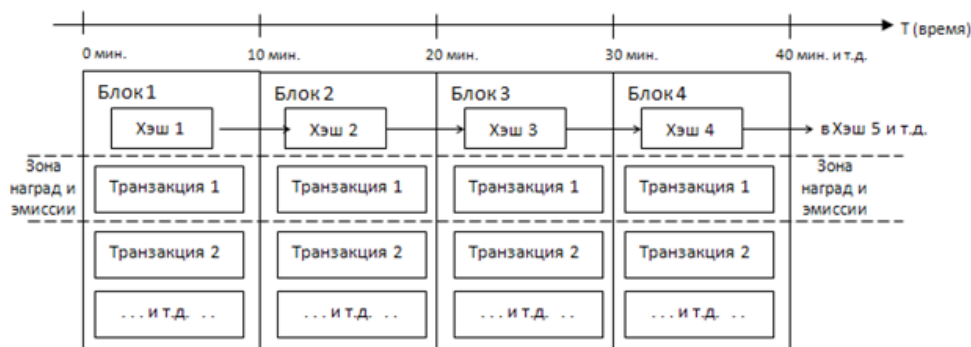 T (время)
0 мин. 10 мин. 20 мин. 30 мин. 40 мин. и т.д.
Блок 1 Блок 2 Блок 3 Блок 4
Хэш 1 Хэш 2 Хэш 3 Хэш 4 в Хэш 5 и т.д.
Зона наград и эмиссии
Транзакция 1 Транзакция 1 Транзакция 1 Транзакция 1
Зона наград и эмиссии
Транзакция 2 Транзакция 2 Транзакция 2 Транзакция 2
. . . и т.д. . . . . . и т.д. . . . . . и т.д. . . . . . и т.д. . .